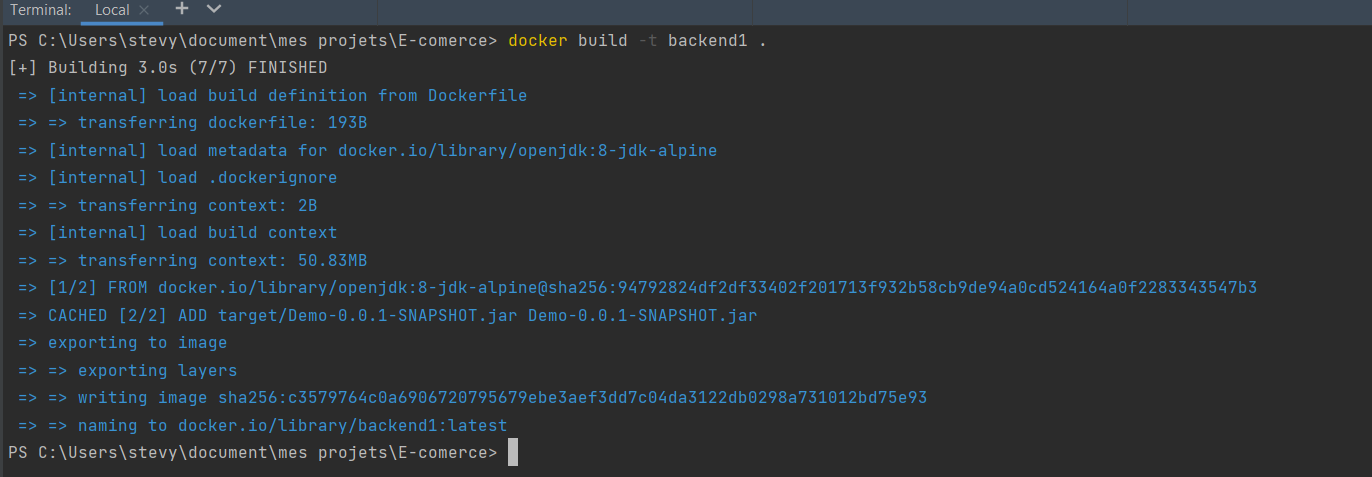 Terminal: Local × + ∨
PS C:\Users\stevy\document\mes projets\E-comerce> docker build -t backend1 .
[+] Building 3.0s (7/7) FINISHED
=> [internal] load build definition from Dockerfile
=> => transferring dockerfile: 193B
=> [internal] load metadata for docker.io/library/openjdk:8-jdk-alpine
=> [internal] load .dockerignore
=> => transferring context: 2B
=> [internal] load build context
=> => transferring context: 50.83MB
=> [1/2] FROM docker.io/library/openjdk:8-jdk-alpine@sha256:94792824df2df33402f201713f932b58cb9de94a0cd524164a0f2283343547b3
=> CACHED [2/2] ADD target/Demo-0.0.1-SNAPSHOT.jar Demo-0.0.1-SNAPSHOT.jar
=> exporting to image
=> => exporting layers
=> => writing image sha256:c3579764c0a6906720795679ebe3aef3dd7c04da3122db0298a731012bd75e93
=> => naming to docker.io/library/backend1:latest
PS C:\Users\stevy\document\mes projets\E-comerce>